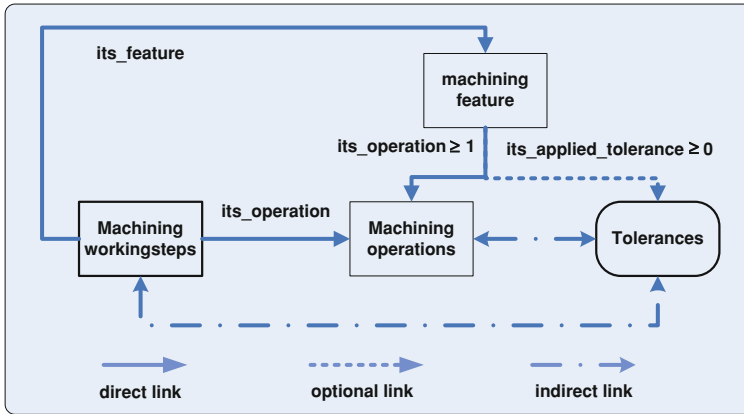 its_feature
machining
feature
its_operation ≥ 1
its_applied_tolerance ≥ 0
its_operation
Machining
workingsteps
Machining
operations
Tolerances
direct link
optional link
indirect link